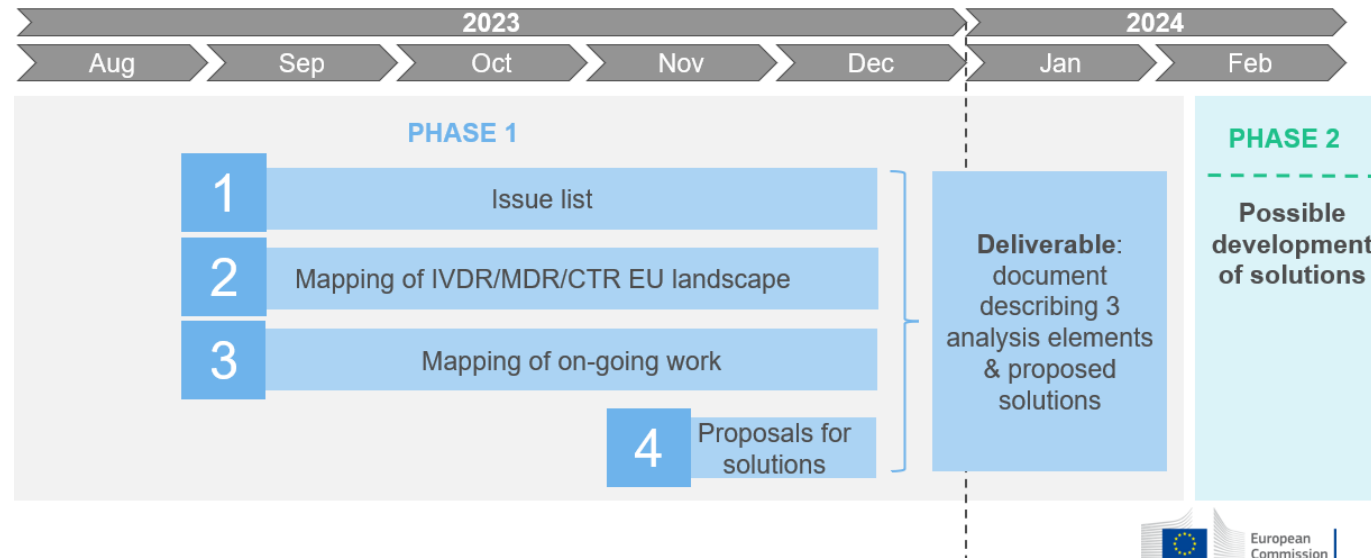 2023
2024
Aug
Sep
Oct
Nov
Dec
Jan
Feb
PHASE 1
1
Issue list
2
Mapping of IVDR/MDR/CTR EU landscape
3
Mapping of on-going work
4
Proposals for
solutions
Deliverable:
document
describing 3
analysis elements
& proposed
solutions
PHASE 2
Possible
development
of solutions
European
Commission